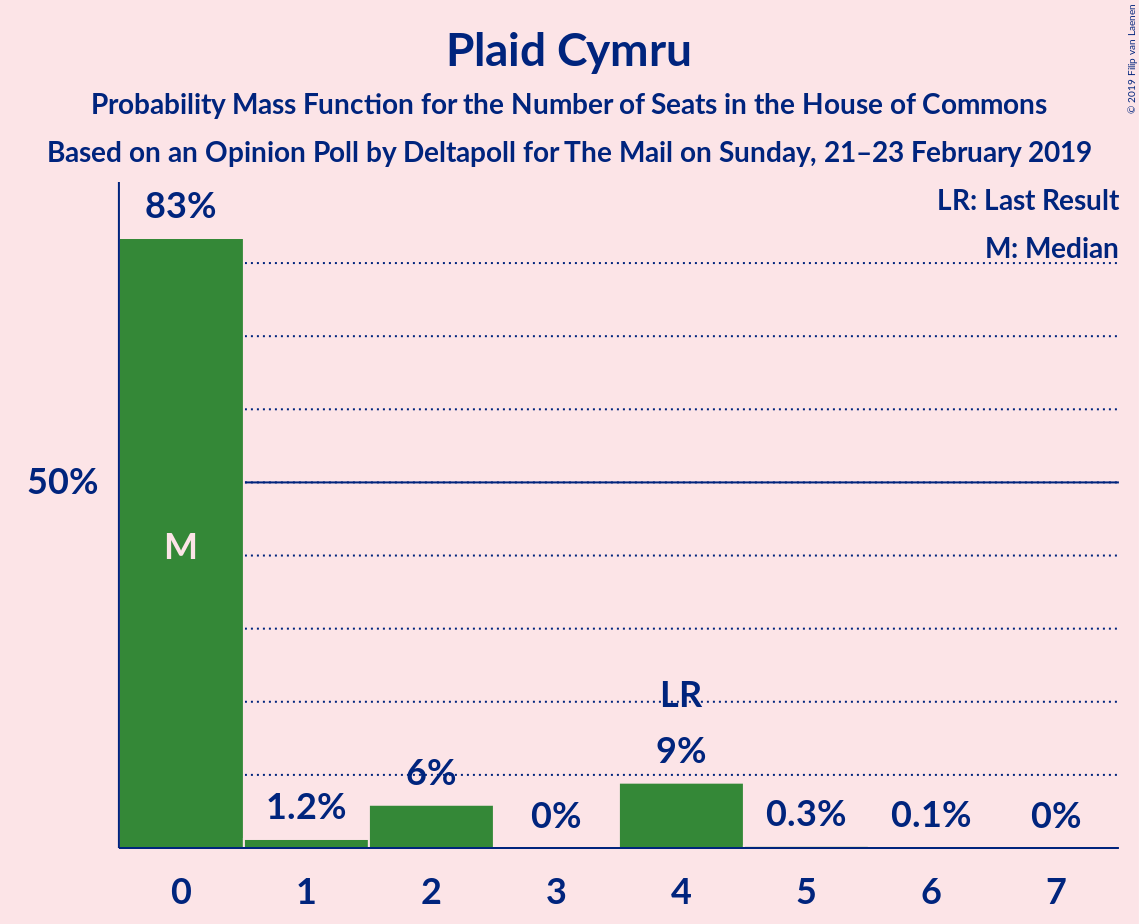 Plaid Cymru
Probability Mass Function for the Number of Seats in the House of Commons
Based on an Opinion Poll by Deltapoll for The Mail on Sunday, 21–23 February 2019
© 2019 Filip van Laenen
LR: Last Result
M: Median
83%
50%
M
LR
9%
6%
1.2%
0%
0.3%
0.1%
0%
0 1 2 3 4 5 6 7